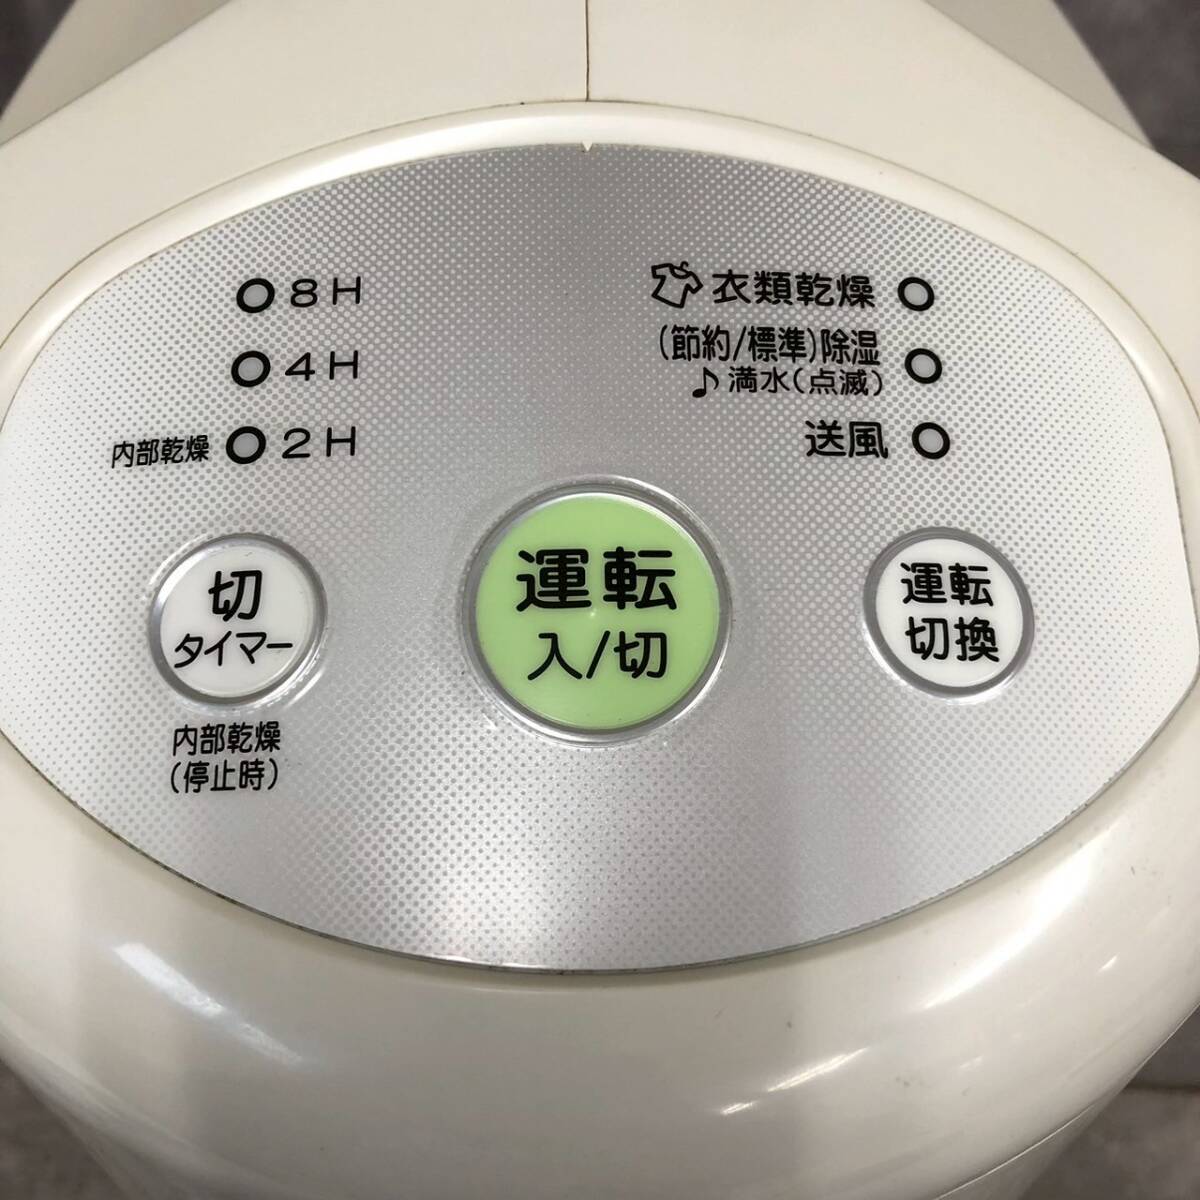 8H
4H
内部乾燥 2H
衣類乾燥
(節約/標準)除湿
♪満水(点滅)
送風
切
タイマー
内部乾燥
(停止時)
運転
入/切
運転
切換